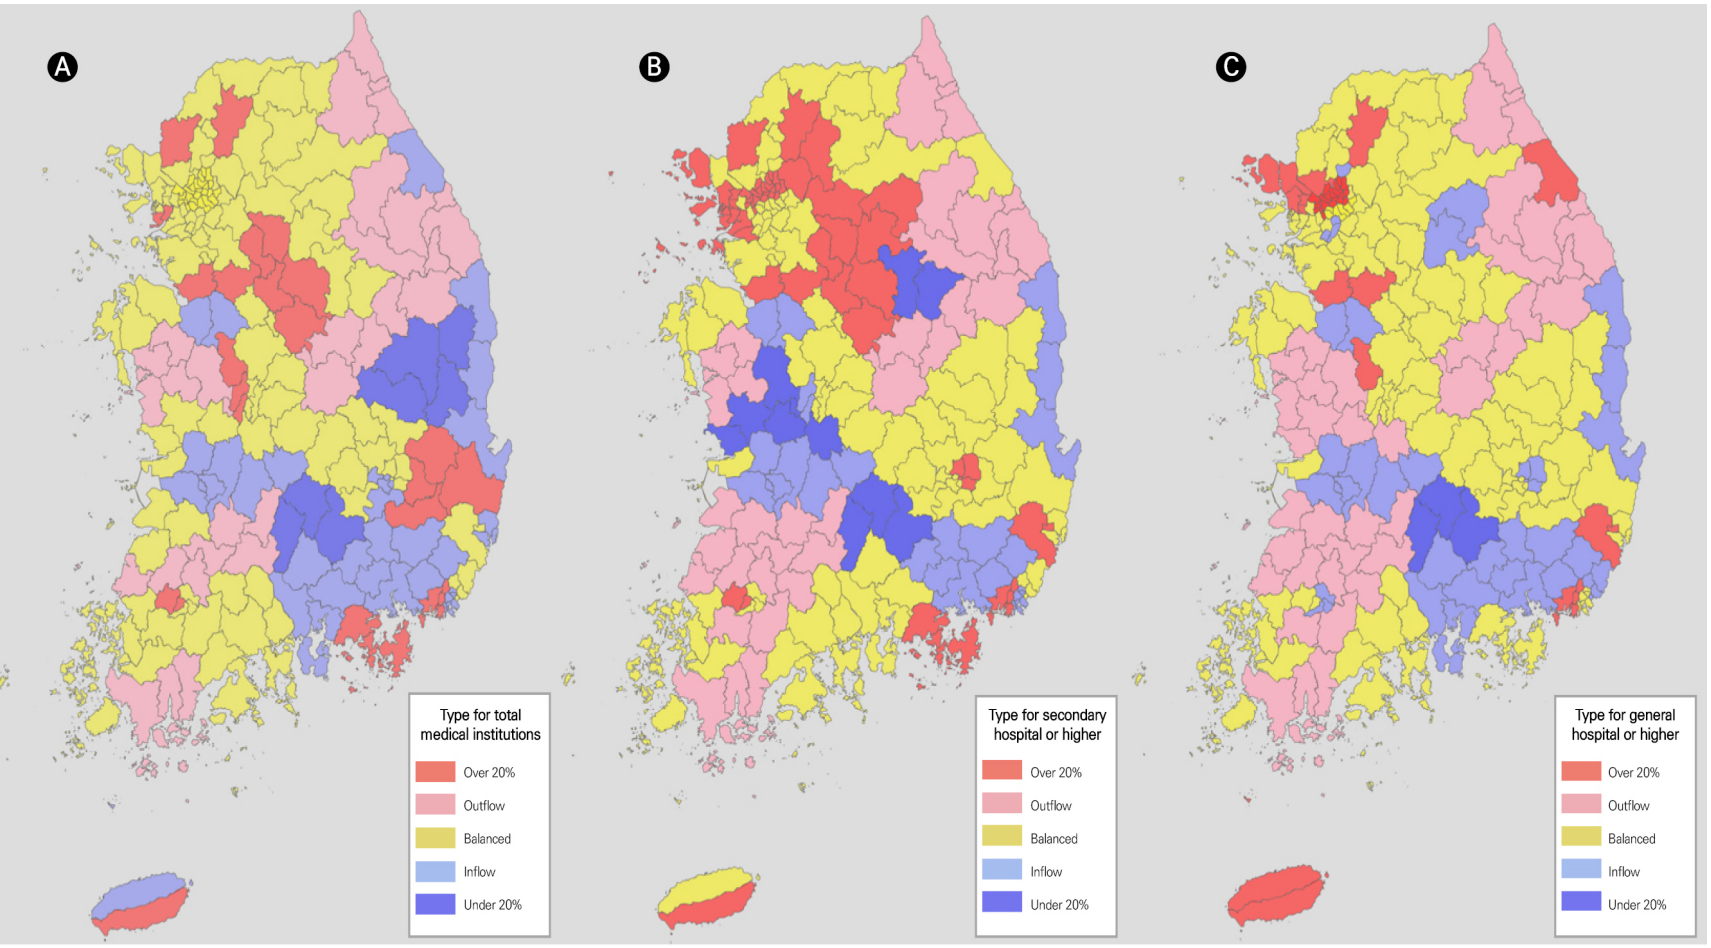 A
B
C
Type for total
medical institutions
Over 20%
Outflow
Balanced
Inflow
Under 20%
Type for secondary
hospital or higher
Over 20%
Outflow
Balanced
Inflow
Under 20%
Type for general
hospital or higher
Over 20%
Outflow
Balanced
Inflow
Under 20%